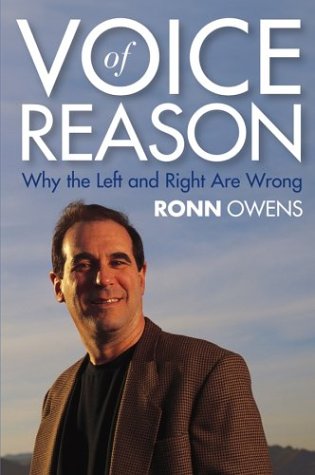 VOICE
of
REASON
Why the Left and Right Are Wrong
RONN OWENS